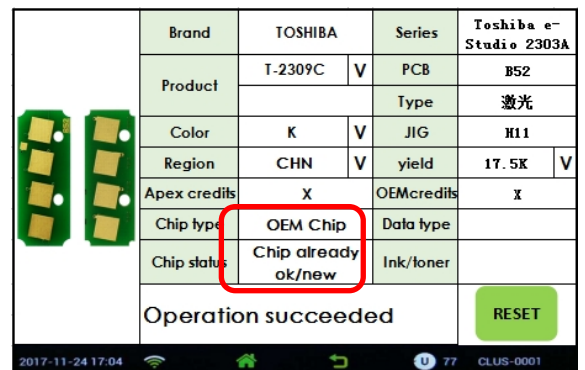 Brand TOSHIBA Series Toshiba e-
Studio 2303A
Product T-2309C V PCB B52
Type 激光
Color K V JIG H11
Region CHN V yield 17.5K V
Apex credits X OEMcredits X
Chip type OEM Chip Data type
Chip status Chip already
ok/new Ink/toner
Operation succeeded RESET
2017-11-24 17:04 U 77 CLUS-0001